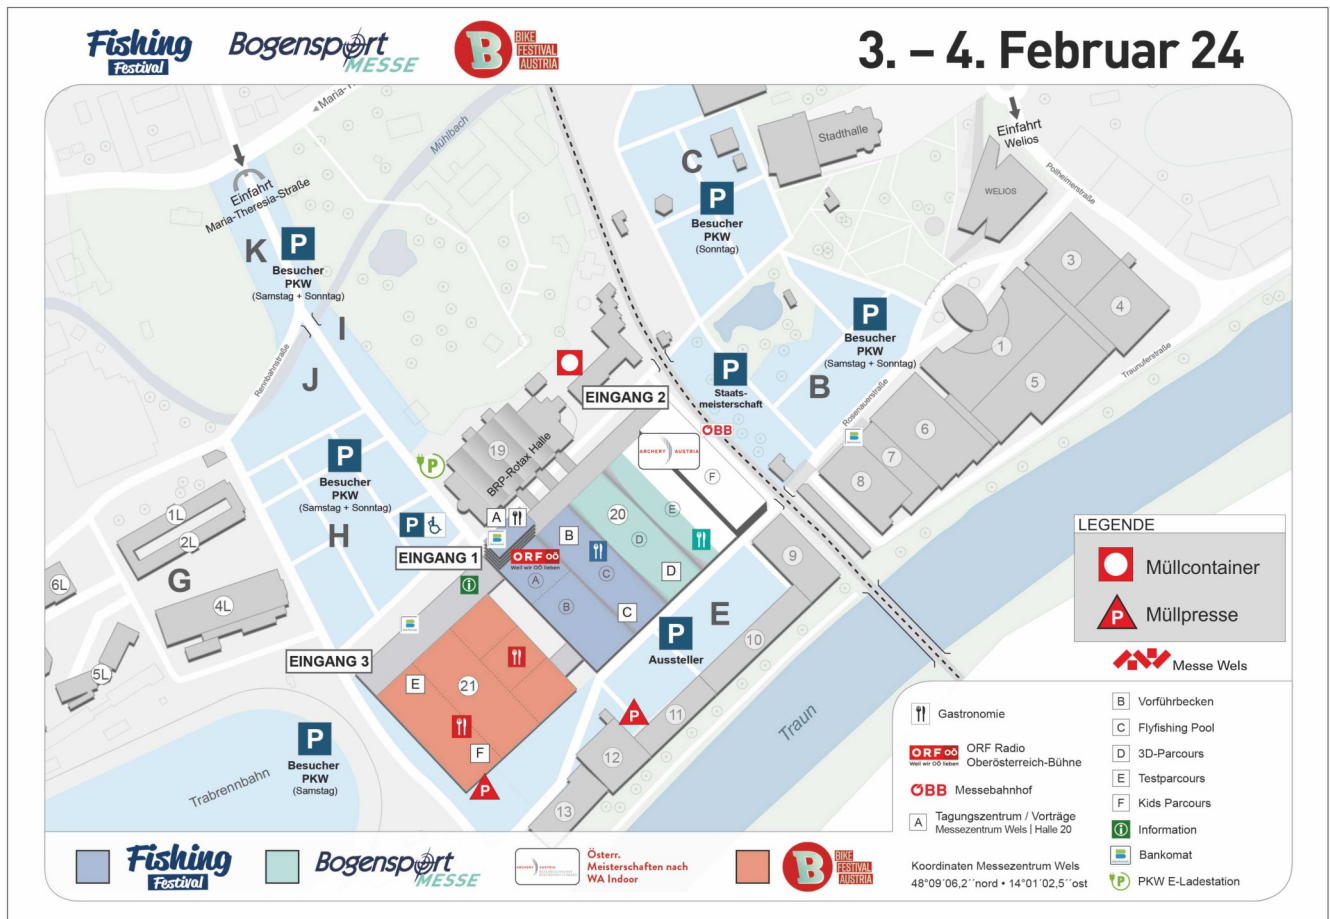 Fishing
Festival
Bogensport
MESSE
B
BIKE
FESTIVAL
AUSTRIA
3. – 4. Februar 24
Mühlbach
Einfahrt
Maria-Theresia-Straße
K
P
Besucher
PKW
(Samstag + Sonntag)
I
J
Rennbahnstraße
C
P
Besucher
PKW
(Sonntag)
Stadthalle
Einfahrt
Welios
WELIOS
Pollheimerstraße
P
Besucher
PKW
(Samstag + Sonntag)
B
P
Staats-
meisterschaft
Rosenauerstraße
Traunuferstraße
3
4
1
5
6
7
8
ÖBB
EINGANG 2
ARCHERY AUSTRIA
F
19
BRP-Rotax Halle
P
P
Besucher
PKW
(Samstag + Sonntag)
H
P
EINGANG 1
A
ORF OÖ
Weil wir OÖ lieben
B
20
E
D
C
D
A
B
C
1L
2L
G
4L
6L
5L
EINGANG 3
E
21
F
P
E
P
Aussteller
9
10
11
12
13
P
Traun
P
Besucher
PKW
(Samstag)
Trabrennbahn
LEGENDE
Müllcontainer
P
Müllpresse
Messe Wels
Gastronomie
ORF OÖ
Weil wir OÖ lieben
ORF Radio
Oberösterreich-Bühne
ÖBB Messebahnhof
A Tagungszentrum / Vorträge
Messezentrum Wels | Halle 20
B Vorführbecken
C Flyfishing Pool
D 3D-Parcours
E Testparcours
F Kids Parcours
Information
Bankomat
P PKW E-Ladestation
Koordinaten Messezentrum Wels
48°09´06,2´´nord • 14°01´02,5´´ost
Fishing
Festival
Bogensport
MESSE
ARCHERY AUSTRIA
Österr.
Meisterschaften nach
WA Indoor
B
BIKE
FESTIVAL
AUSTRIA